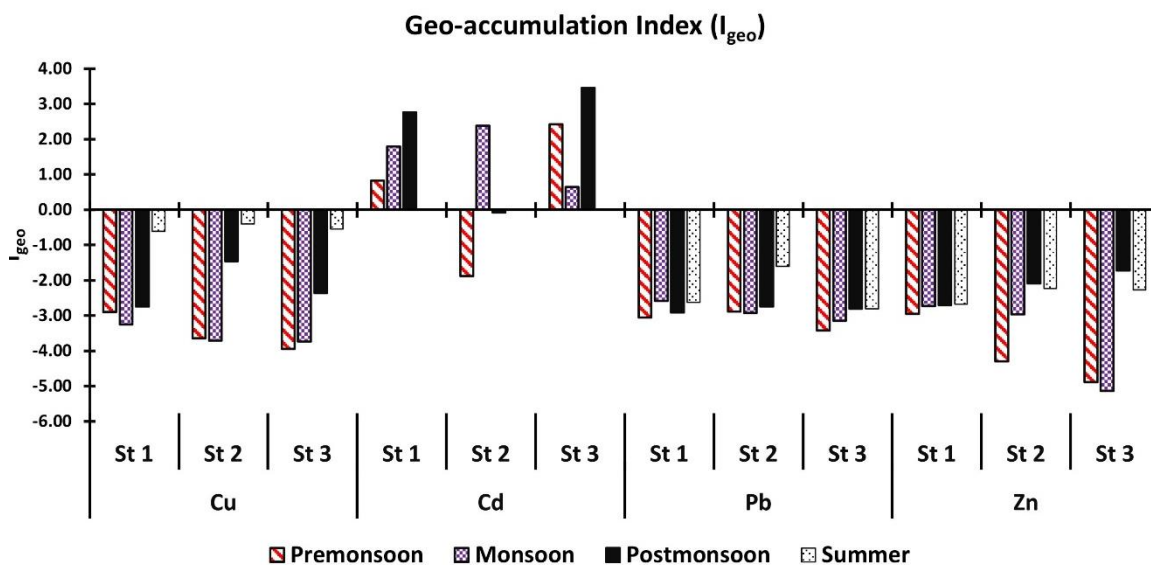 Geo-accumulation Index (Igeo)
4.00
3.00
2.00
1.00
0.00
-1.00
-2.00
-3.00
-4.00
-5.00
-6.00
Igeo
St 1 St 2 St 3 St 1 St 2 St 3 St 1 St 2 St 3 St 1 St 2 St 3
Cu Cd Pb Zn
Premonsoon Monsoon Postmonsoon Summer